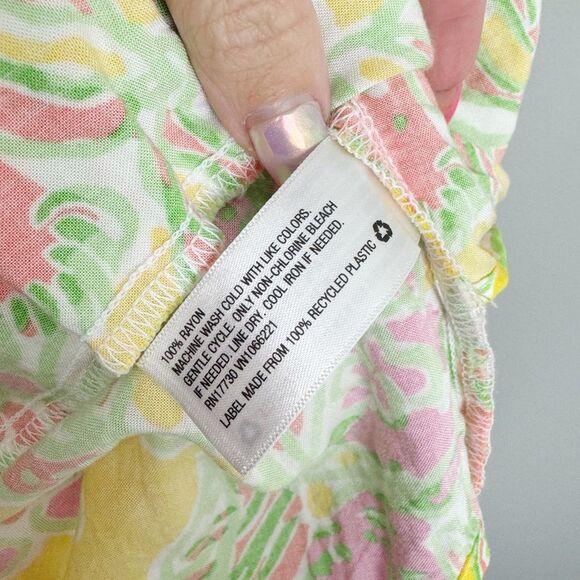 100% RAYON
MACHINE WASH COLD WITH LIKE COLORS.
GENTLE CYCLE. ONLY NON-CHLORINE BLEACH
IF NEEDED. LINE DRY. COOL IRON IF NEEDED.
RN17730 VN1066221
LABEL MADE FROM 100% RECYCLED PLASTIC